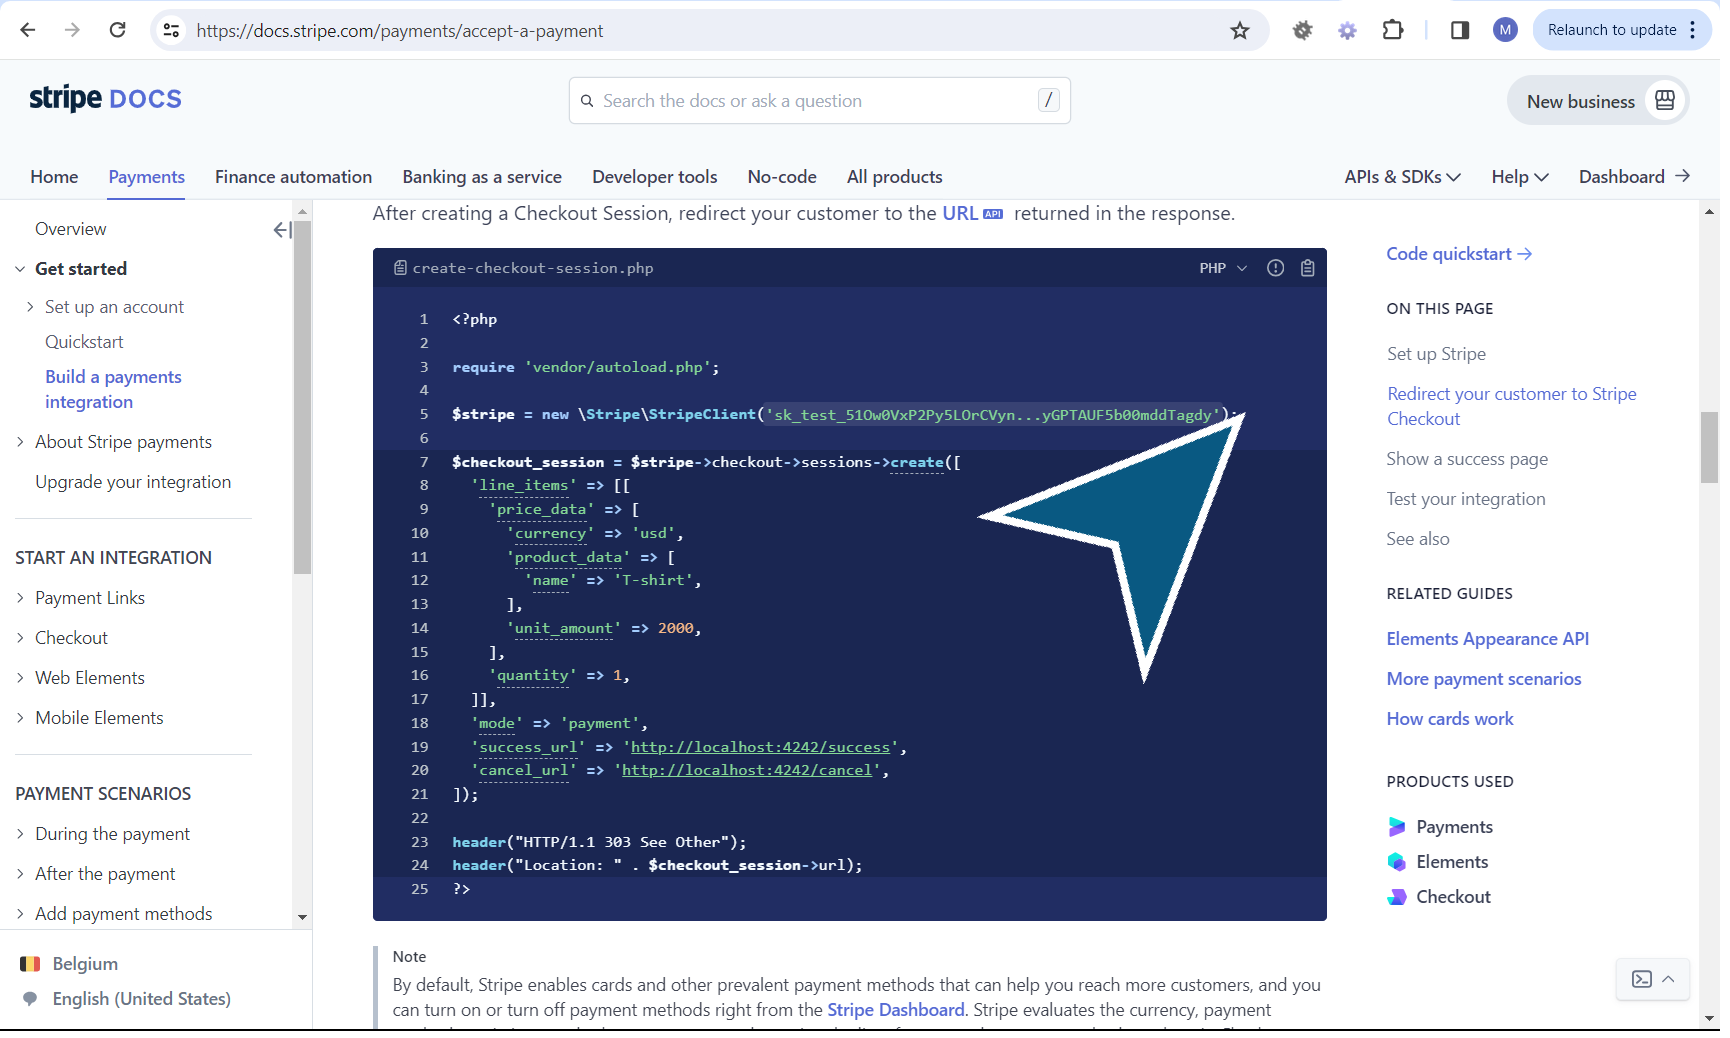 https://docs.stripe.com/payments/accept-a-payment
M
Relaunch to update
stripe DOCS
Search the docs or ask a question
/
New business
Home
Payments
Finance automation
Banking as a service
Developer tools
No-code
All products
APIs & SDKs
Help
Dashboard
Overview
Get started
Set up an account
Quickstart
Build a payments
integration
About Stripe payments
Upgrade your integration
START AN INTEGRATION
Payment Links
Checkout
Web Elements
Mobile Elements
PAYMENT SCENARIOS
During the payment
After the payment
Add payment methods
Belgium
English (United States)
After creating a Checkout Session, redirect your customer to the URL API returned in the response.
create-checkout-session.php
PHP
1 <?php
2
3 require 'vendor/autoload.php';
4
5 $stripe = new \Stripe\StripeClient('sk_test_51Ow0VxP2Py5LOrCVyn...yGPTAUF5b00mddTagdy');
6
7 $checkout_session = $stripe->checkout->sessions->create([
8 'line_items' => [[
9 'price_data' => [
10 'currency' => 'usd',
11 'product_data' => [
12 'name' => 'T-shirt',
13 ],
14 'unit_amount' => 2000,
15 ],
16 'quantity' => 1,
17 ]],
18 'mode' => 'payment',
19 'success_url' => 'http://localhost:4242/success',
20 'cancel_url' => 'http://localhost:4242/cancel',
21 ]);
22
23 header("HTTP/1.1 303 See Other");
24 header("Location: " . $checkout_session->url);
25 ?>
Note
By default, Stripe enables cards and other prevalent payment methods that can help you reach more customers, and you
can turn on or turn off payment methods right from the Stripe Dashboard. Stripe evaluates the currency, payment
Code quickstart
ON THIS PAGE
Set up Stripe
Redirect your customer to Stripe
Checkout
Show a success page
Test your integration
See also
RELATED GUIDES
Elements Appearance API
More payment scenarios
How cards work
PRODUCTS USED
Payments
Elements
Checkout